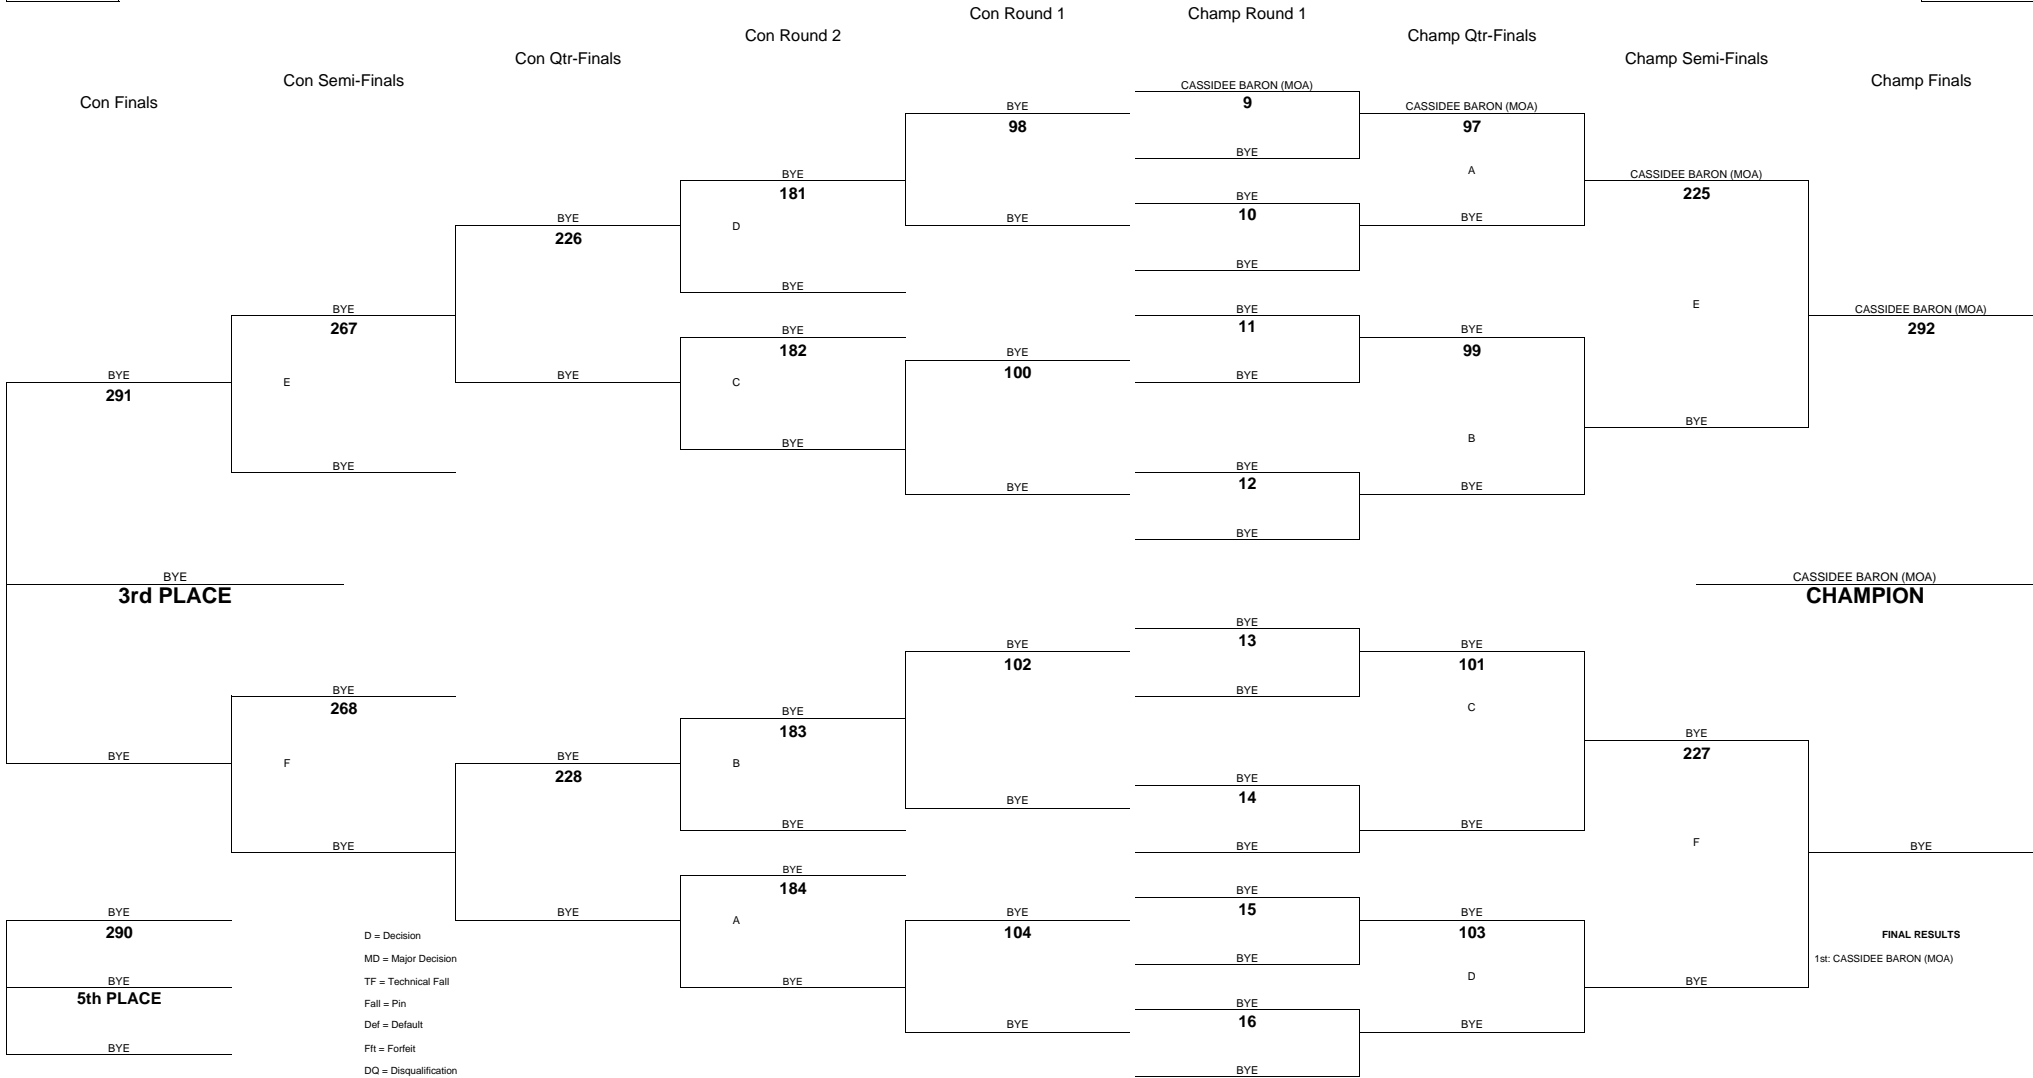 Con Round 1
Champ Round 1
Con Round 2
Champ Qtr-Finals
Con Qtr-Finals
Champ Semi-Finals
Con Semi-Finals
Champ Finals
Con Finals
CASSIDEE BARON (MOA)
9
BYE
98
CASSIDEE BARON (MOA)
97
BYE
A
BYE
181
CASSIDEE BARON (MOA)
225
BYE
10
BYE
226
D
BYE
BYE
BYE
BYE
E
BYE
267
BYE
11
CASSIDEE BARON (MOA)
292
BYE
182
BYE
99
BYE
100
BYE
291
E
BYE
C
BYE
BYE
BYE
B
BYE
BYE
12
BYE
BYE
BYE
BYE
3rd PLACE
CASSIDEE BARON (MOA)
CHAMPION
BYE
13
BYE
102
BYE
101
BYE
268
BYE
C
BYE
183
BYE
227
BYE
F
BYE
228
B
BYE
14
BYE
BYE
BYE
BYE
BYE
F
BYE
BYE
184
BYE
15
BYE
290
BYE
A
BYE
104
BYE
103
D = Decision
FINAL RESULTS
MD = Major Decision
BYE
1st: CASSIDEE BARON (MOA)
BYE
5th PLACE
TF = Technical Fall
BYE
D
BYE
Fall = Pin
BYE
16
Def = Default
BYE
BYE
BYE
Fft = Forfeit
DQ = Disqualification
BYE